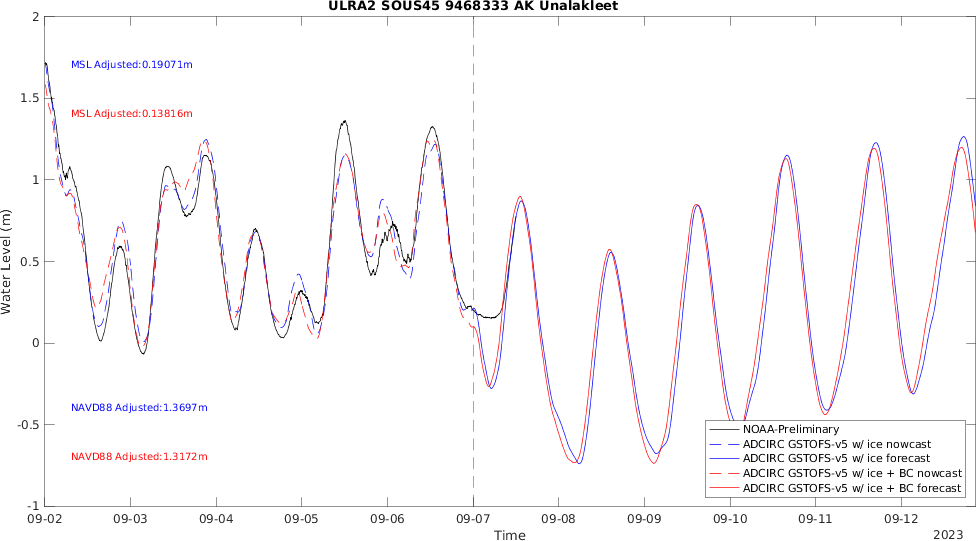 ULRA2 SOUS45 9468333 AK Unalakleet
2
1.5
1
0.5
0
-0.5
-1
Water Level (m)
MSL Adjusted:0.19071m
MSL Adjusted:0.13816m
NAVD88 Adjusted:1.3697m
NAVD88 Adjusted:1.3172m
NOAA-Preliminary
ADCIRC GSTOFS-v5 w/ ice nowcast
ADCIRC GSTOFS-v5 w/ ice forecast
ADCIRC GSTOFS-v5 w/ ice + BC nowcast
ADCIRC GSTOFS-v5 w/ ice + BC forecast
09-02 09-03 09-04 09-05 09-06 09-07 09-08 09-09 09-10 09-11 09-12
Time
2023